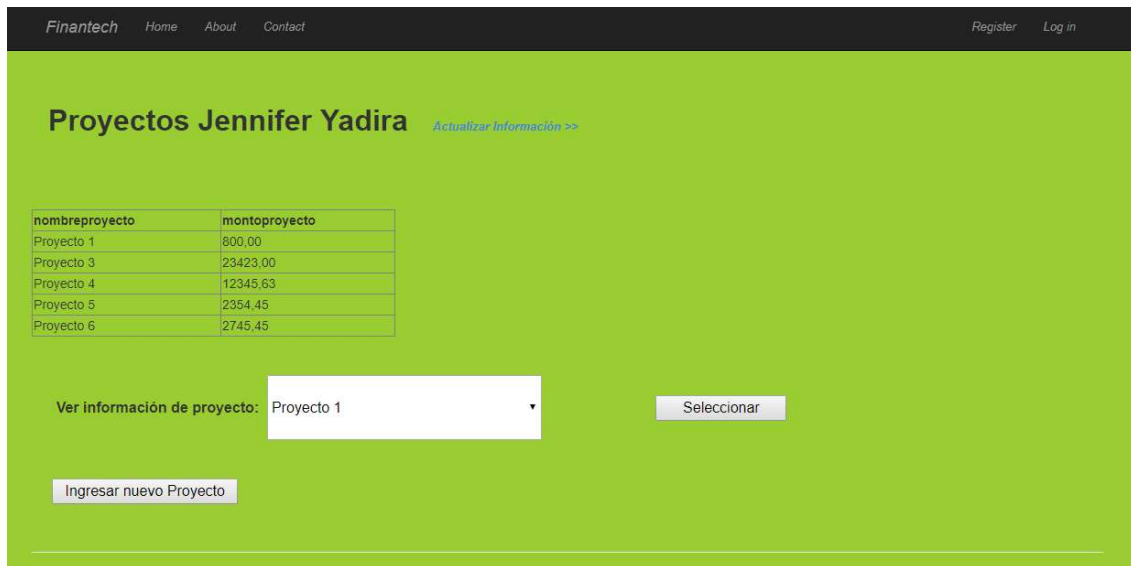 Finantech Home About Contact Register Log in
Proyectos Jennifer Yadira Actualizar Información >>
nombreproyecto montoproyecto
Proyecto 1 800,00
Proyecto 3 23423,00
Proyecto 4 12345,63
Proyecto 5 2354,45
Proyecto 6 2745,45
Ver información de proyecto: Proyecto 1 Seleccionar
Ingresar nuevo Proyecto